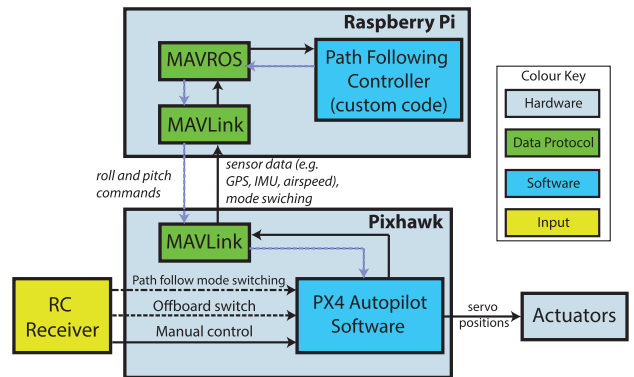 Raspberry Pi
MAVROS
Path Following
Controller
(custom code)
MAVLink
roll and pitch
commands
sensor data (e.g.
GPS, IMU, airspeed),
mode swiching
Colour Key
Hardware
Data Protocol
Software
Input
Pixhawk
MAVLink
RC
Receiver
Path follow mode switching
Offboard switch
Manual control
PX4 Autopilot
Software
servo
positions
Actuators